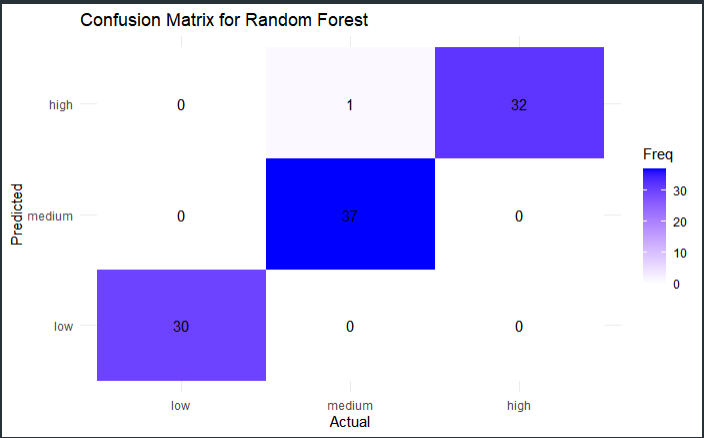 Confusion Matrix for Random Forest
high
0
1
32
Freq
30
20
10
0
Predicted
medium
0
37
0
low
30
0
0
low
medium
high
Actual